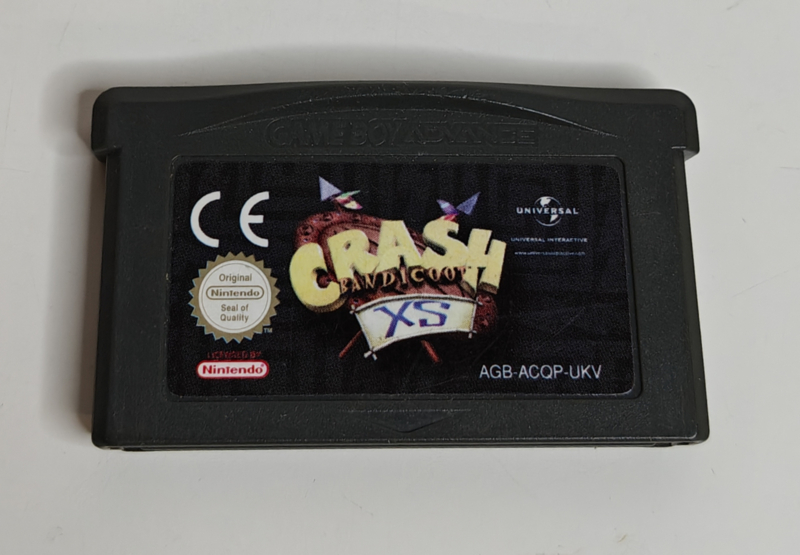 GAME BOY ADVANCE
CE
Original
Nintendo
Seal of
Quality
TM
LICENSED BY
Nintendo
CRASH
BANDICOOT
XS
UNIVERSAL
UNIVERSAL INTERACTIVE
AGB-ACQP-UKV